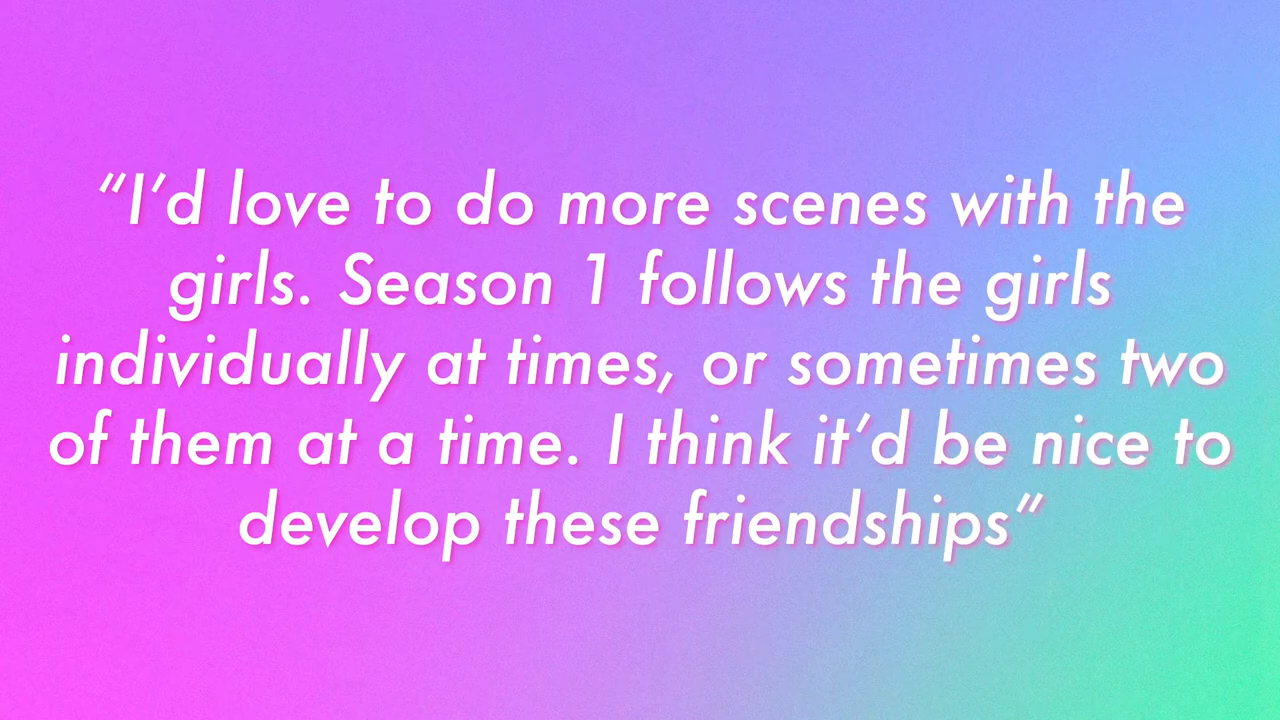 “I’d love to do more scenes with the
girls. Season 1 follows the girls
individually at times, or sometimes two
of them at a time. I think it’d be nice to
develop these friendships”